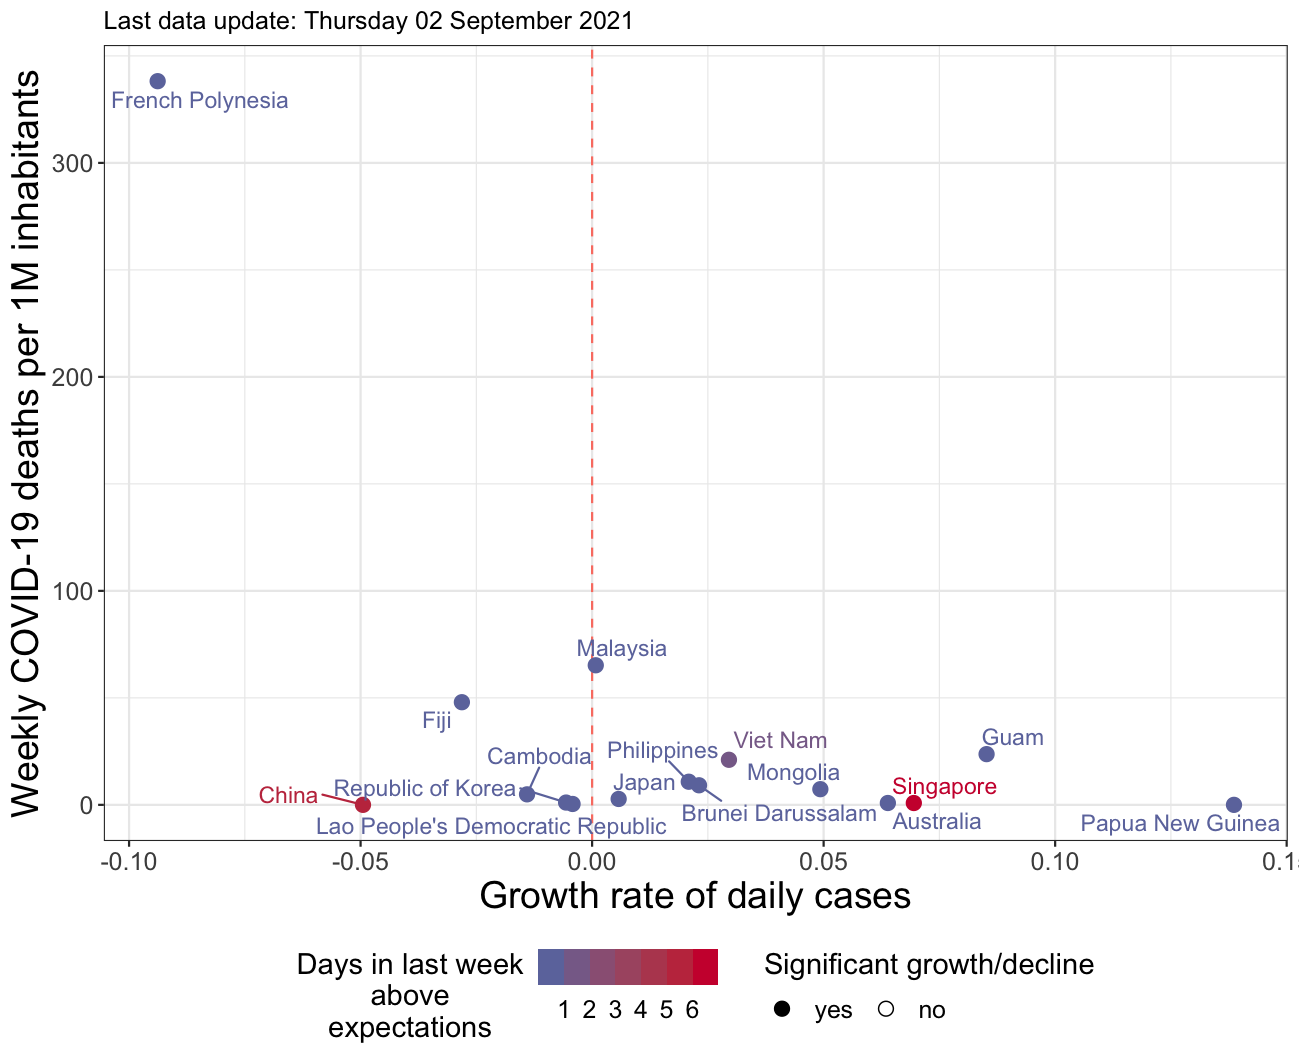 Last data update: Thursday 02 September 2021
Weekly COVID-19 deaths per 1M inhabitants
300
200
100
0
French Polynesia
Malaysia
Fiji
Guam
Viet Nam
Philippines
Cambodia
Mongolia
Japan
Singapore
Republic of Korea
China
Brunei Darussalam
Australia
Papua New Guinea
Lao People's Democratic Republic
-0.10 -0.05 0.00 0.05 0.10 0.1
Growth rate of daily cases
Days in last week
above
expectations
1 2 3 4 5 6
Significant growth/decline
yes no